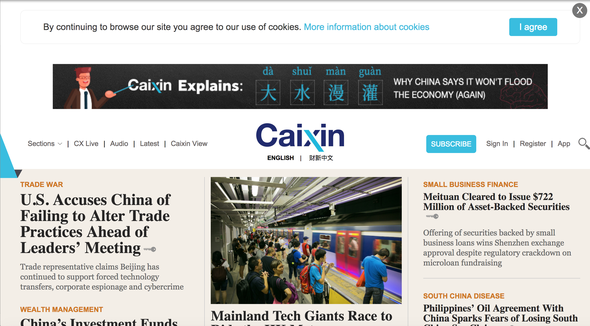 X
By continuing to browse our site you agree to our use of cookies. More information about cookies
I agree
Caixin Explains:
dà shuǐ màn guàn
大 水 漫 灌
WHY CHINA SAYS IT WON'T FLOOD
THE ECONOMY (AGAIN)
Caixin
Sections | CX Live | Audio | Latest | Caixin View
SUBSCRIBE
Sign In | Register | App
ENGLISH | 财新中文
TRADE WAR
U.S. Accuses China of
Failing to Alter Trade
Practices Ahead of
Leaders' Meeting
Trade representative claims Beijing has
continued to support forced technology
transfers, corporate espionage and cybercrime
WEALTH MANAGEMENT
China's Investment Funds
Mainland Tech Giants Race to
SMALL BUSINESS FINANCE
Meituan Cleared to Issue $722
Million of Asset-Backed Securities
Offering of securities backed by small
business loans wins Shenzhen exchange
approval despite regulatory crackdown on
microloan fundraising
SOUTH CHINA DISEASE
Philippines' Oil Agreement With
China Sparks Fears of Losing South